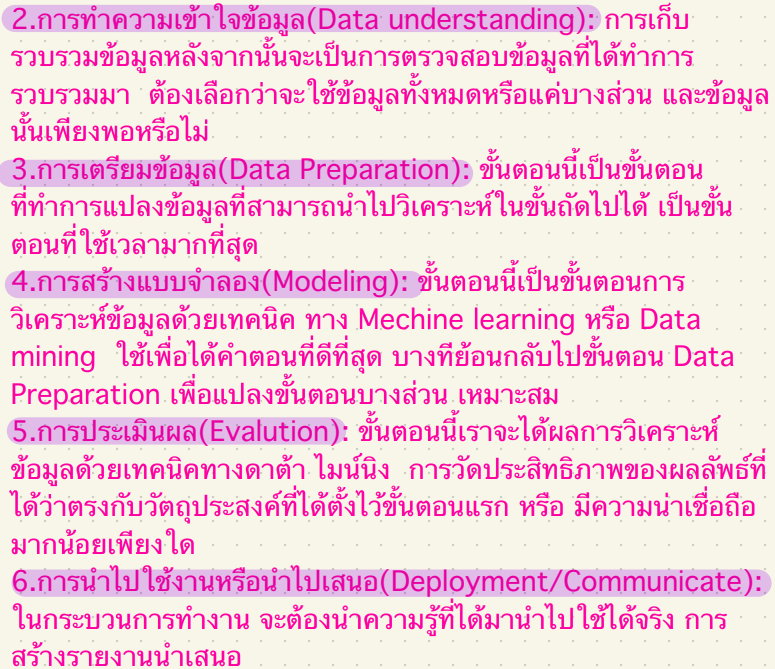 2.การทำความเข้าใจข้อมูล(Data understanding): การเก็บ
รวบรวมข้อมูลหลังจากนั้นจะเป็นการตรวจสอบข้อมูลที่ได้ทำการ
รวบรวมมา  ต้องเลือกว่าจะใช้ข้อมูลทั้งหมดหรือแค่บางส่วน และข้อมูล
นั้นเพียงพอหรือไม่
3.การเตรียมข้อมูล(Data Preparation): ขั้นตอนนี้เป็นขั้นตอน
ที่ทำการแปลงข้อมูลที่สามารถนำไปวิเคราะห์ในขั้นถัดไปได้ เป็นขั้น
ตอนที่ใช้เวลามากที่สุด
4.การสร้างแบบจำลอง(Modeling): ขั้นตอนนี้เป็นขั้นตอนการ
วิเคราะห์ข้อมูลด้วยเทคนิค ทาง Mechine learning หรือ Data
mining  ใช้เพื่อได้คำตอนที่ดีที่สุด บางทีย้อนกลับไปขั้นตอน Data
Preparation เพื่อแปลงขั้นตอนบางส่วน เหมาะสม
5.การประเมินผล(Evalution): ขั้นตอนนี้เราจะได้ผลการวิเคราะห์
ข้อมูลด้วยเทคนิคทางดาต้า ไมน์นิง  การวัดประสิทธิภาพของผลลัพธ์ที่
ได้ว่าตรงกับวัตถุประสงค์ที่ได้ตั้งไว้ขั้นตอนแรก หรือ มีความน่าเชื่อถือ
มากน้อยเพียงใด
6.การนำไปใช้งานหรือนำไปเสนอ(Deployment/Communicate):
ในกระบวนการทำงาน จะต้องนำความรู้ที่ได้มานำไปใช้ได้จริง การ
สร้างรายงานนำเสนอ